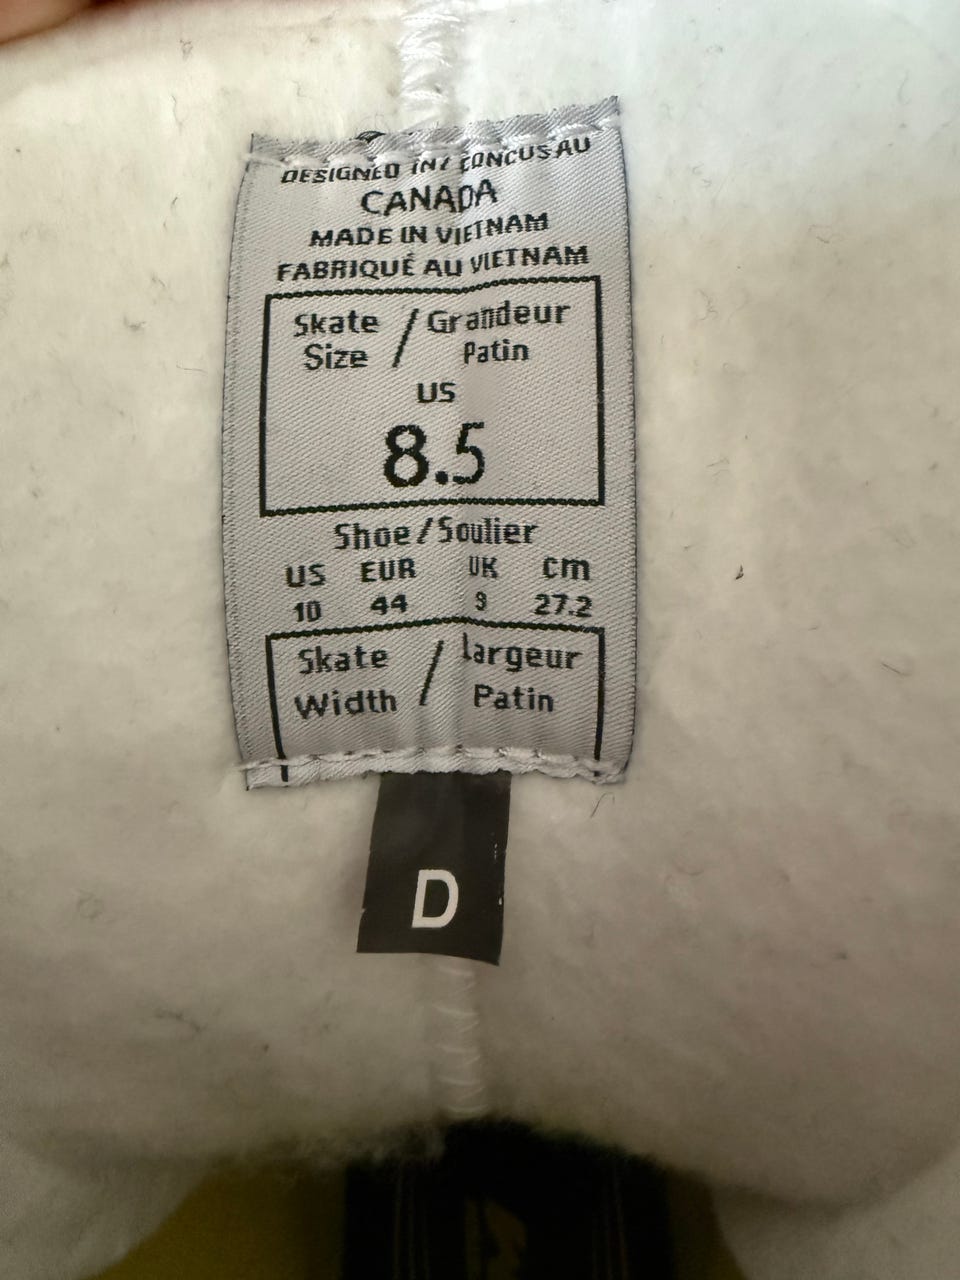 DESIGNED IN / CONCUS AU
CANADA
MADE IN VIETNAM
FABRIQUÉ AU VIETNAM
Skate / Grandeur
Size Patin
US
8.5
Shoe/Soulier
US EUR UK cm
10 44 9 27.2
Skate / largeur
Width Patin
D